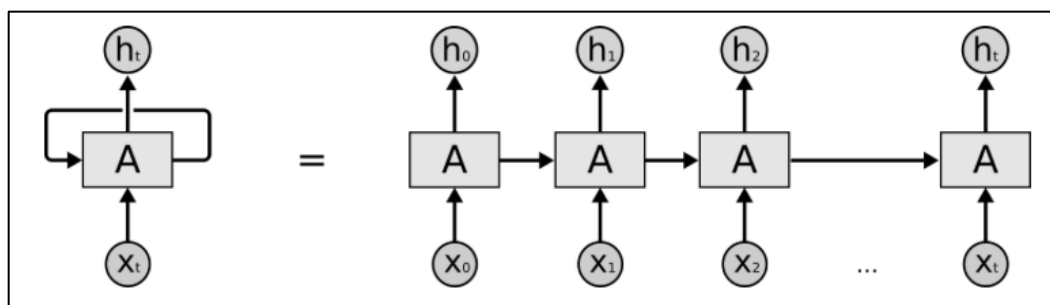 hₜ h₀ h₁ h₂ hₜ
A = A A A A
xₜ x₀ x₁ x₂ ... xₜ